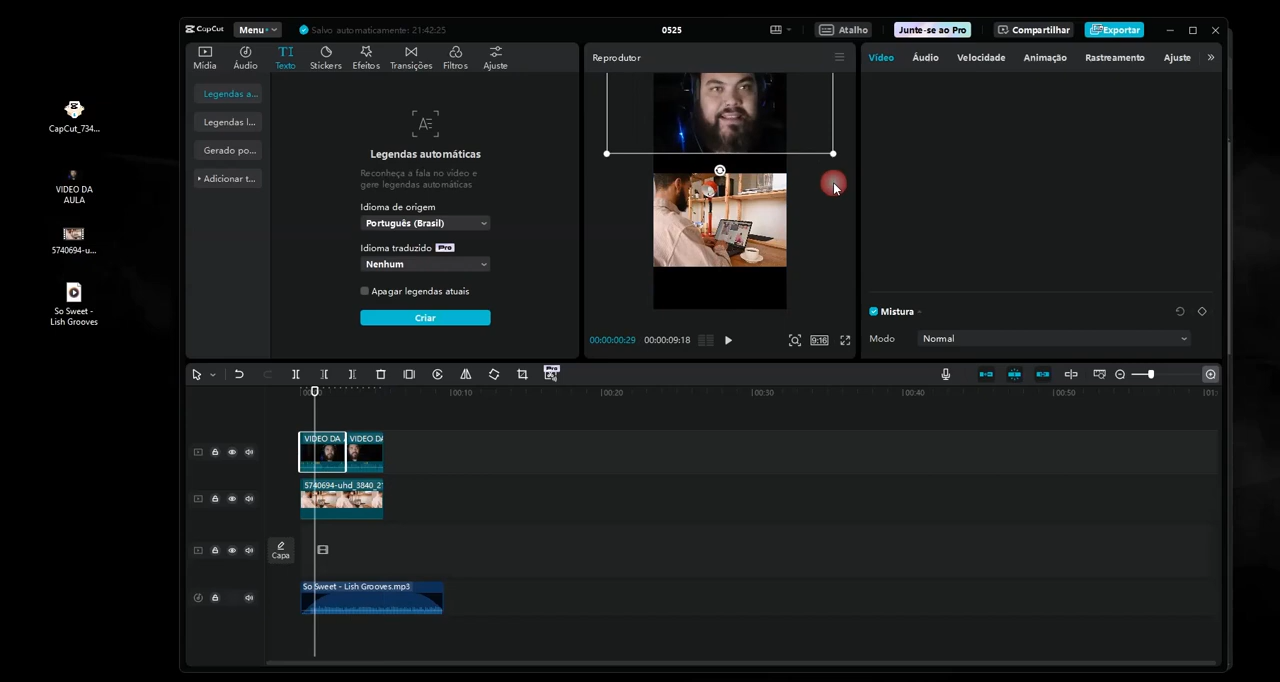 CapCut
Menu
Salvo automaticamente: 21:42:25
0525
Atalho
Junte-se ao Pro
Compartilhar
Exportar
Mídia
Áudio
Texto
Stickers
Efeitos
Transições
Filtros
Ajuste
Legendas a...
Legendas l...
Gerado po...
Adicionar t...
Legendas automáticas
Reconheça a fala no vídeo e
gere legendas automáticas
Idioma de origem
Português (Brasil)
Idioma traduzido Pro
Nenhum
Apagar legendas atuais
Criar
Reprodutor
00:00:00:29
00:00:09:18
9:16
Vídeo
Áudio
Velocidade
Animação
Rastreamento
Ajuste
Mistura
Modo
Normal
CapCut_734...
VIDEO DA
AULA
5740694-u...
So Sweet -
Lish Grooves
Pro
00:10
00:20
00:30
00:40
00:50
VIDEO DA
VIDEO DA
5740694-uhd_3840_21
Capa
So Sweet - Lish Grooves.mp3